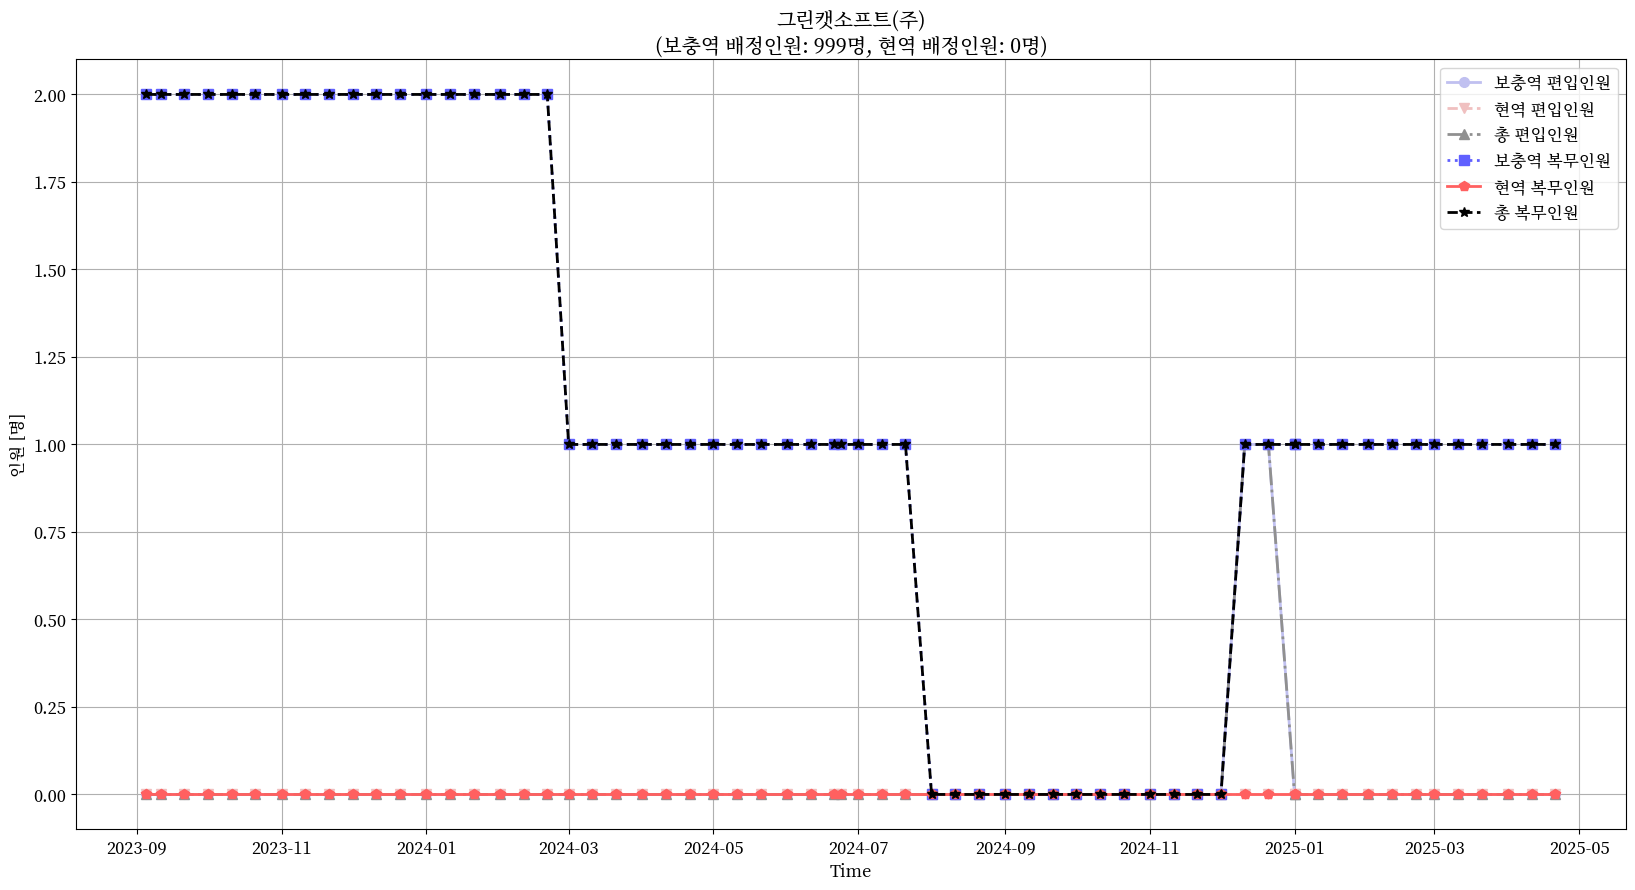 그린캣소프트(주)
(보충역 배정인원: 999명, 현역 배정인원: 0명)
보충역 편입인원
현역 편입인원
총 편입인원
보충역 복무인원
현역 복무인원
총 복무인원
2.00
1.75
1.50
1.25
1.00
0.75
0.50
0.25
0.00
인원 [명]
2023-09 2023-11 2024-01 2024-03 2024-05 2024-07 2024-09 2024-11 2025-01 2025-03 2025-05
Time